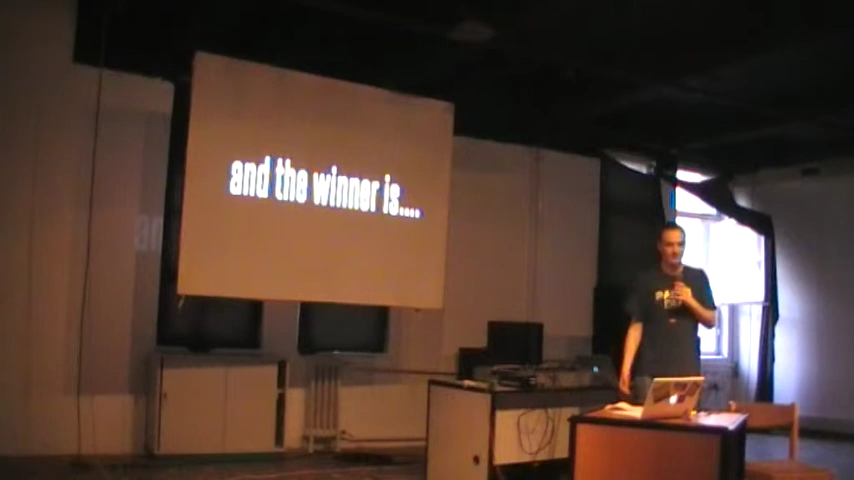 and the winner is....